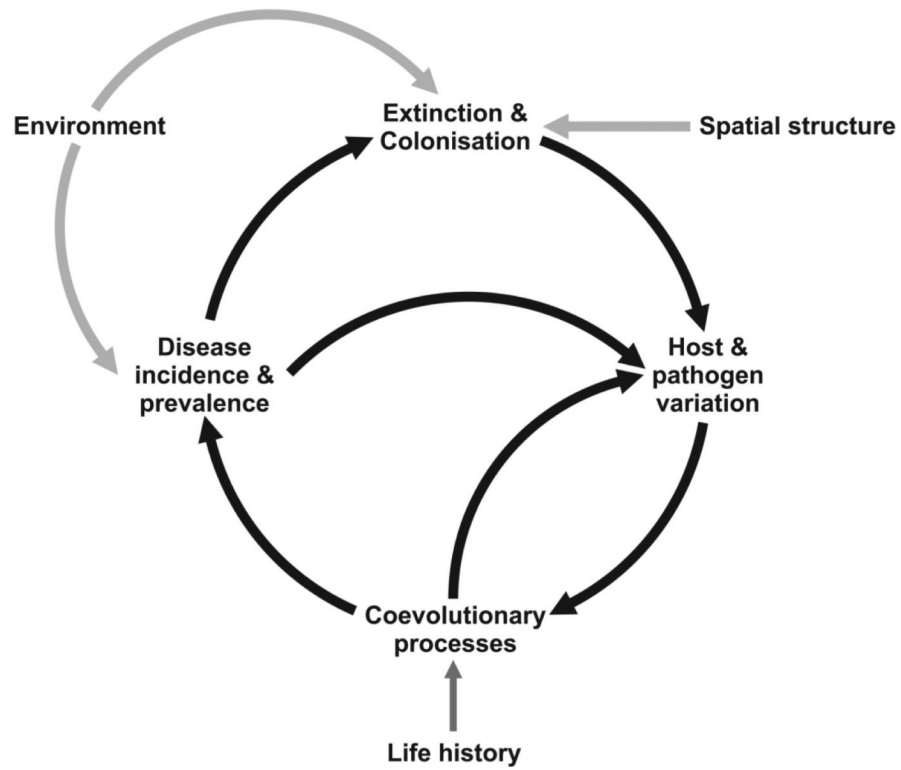 Extinction &
Colonisation
Environment
Spatial structure
Disease
incidence &
prevalence
Host &
pathogen
variation
Coevolutionary
processes
Life history